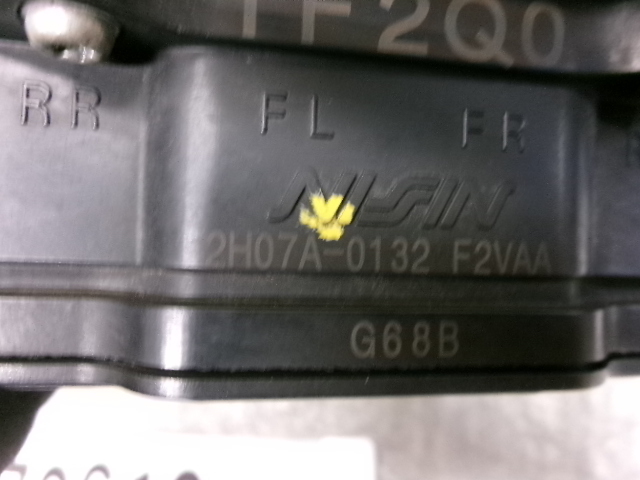 TF2Q0
RR FL FR
NISSIN
2H07A-0132 F2VAA
G68B